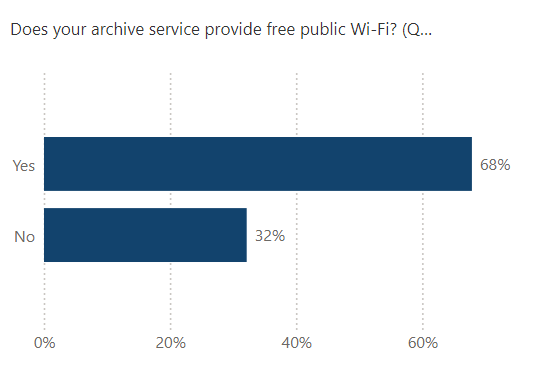 Does your archive service provide free public Wi-Fi? (Q...
Yes
68%
No
32%
0%
20%
40%
60%